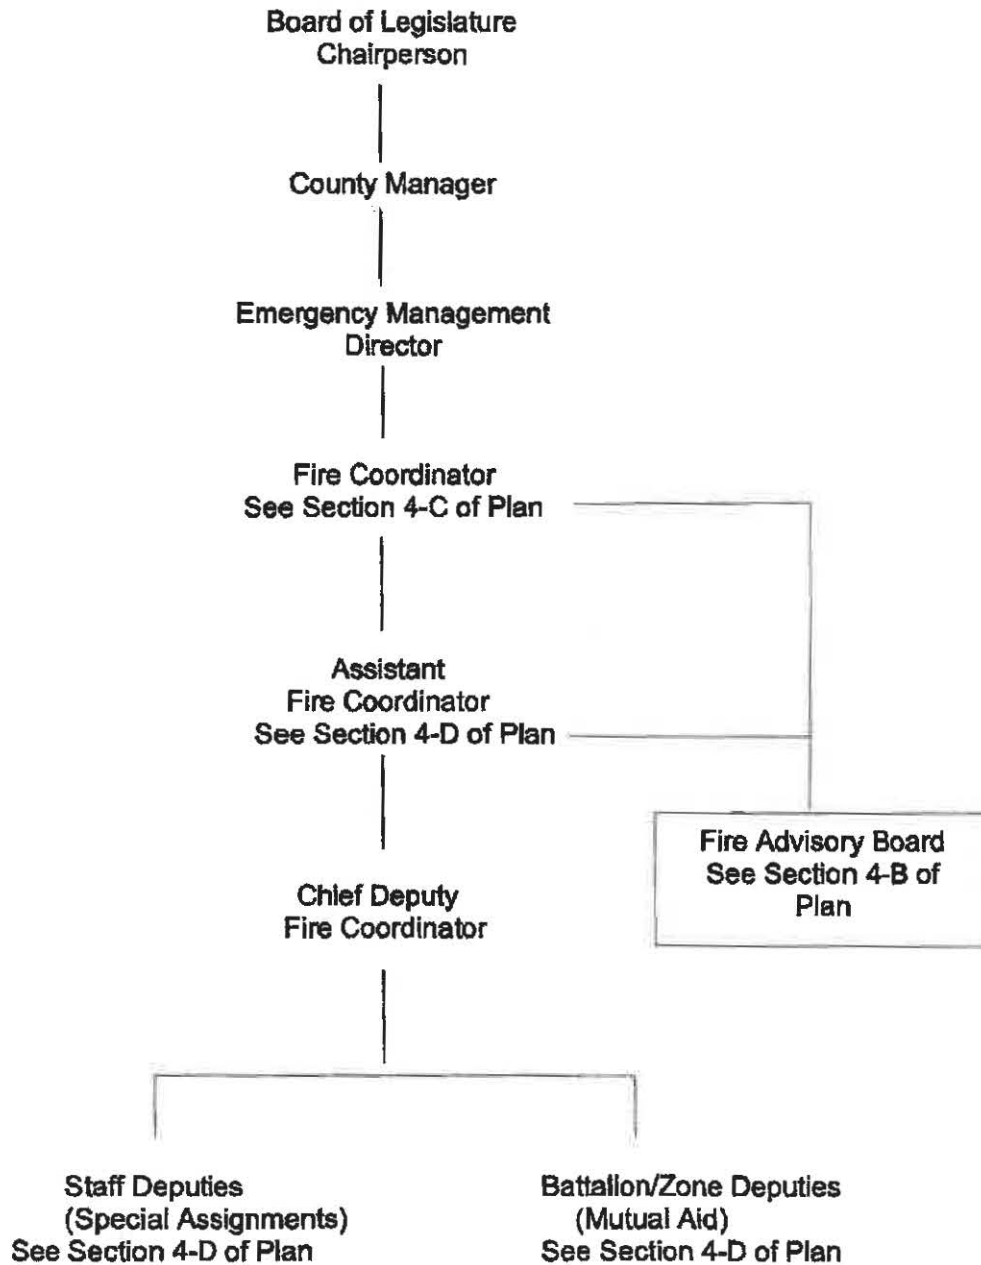 Board of Legislature
Chairperson
County Manager
Emergency Management
Director
Fire Coordinator
See Section 4-C of Plan
Assistant
Fire Coordinator
See Section 4-D of Plan
Fire Advisory Board
See Section 4-B of
Plan
Chief Deputy
Fire Coordinator
Staff Deputies
(Special Assignments)
See Section 4-D of Plan
Battalion/Zone Deputies
(Mutual Aid)
See Section 4-D of Plan